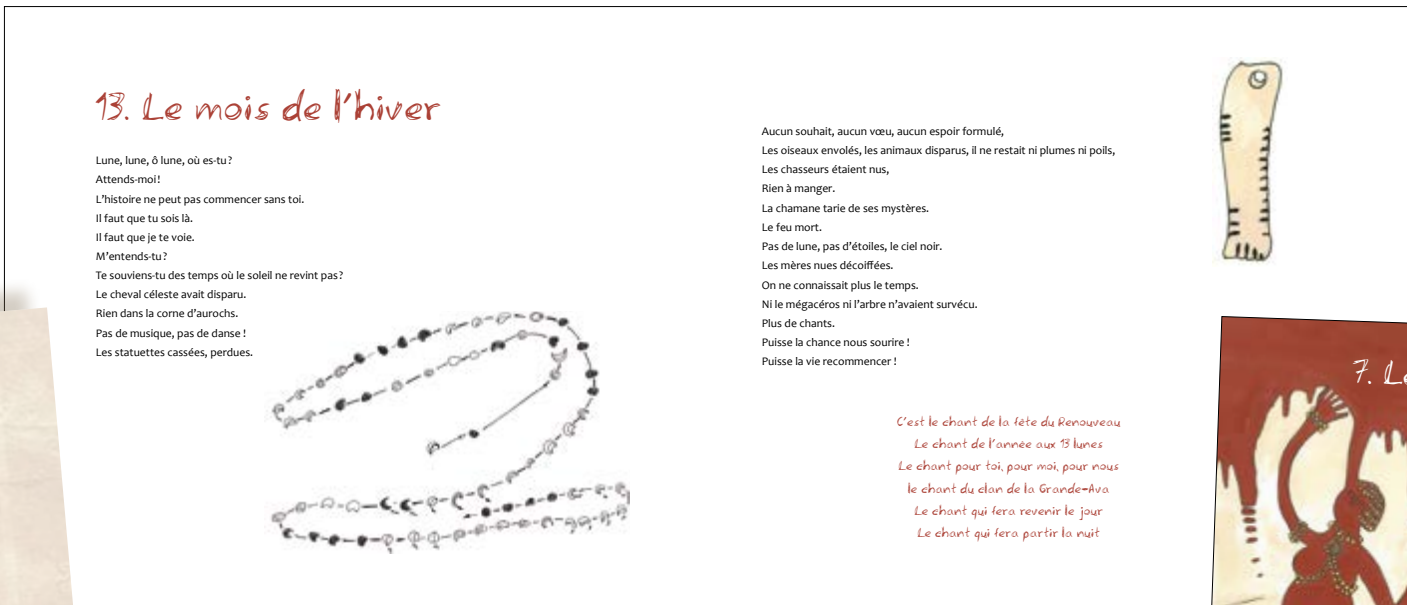 13. Le mois de l'hiver
Lune, lune, ô lune, où es-tu ?
Attends-moi !
L'histoire ne peut pas commencer sans toi.
Il faut que tu sois là.
Il faut que je te voie.
M'entends-tu ?
Te souviens-tu des temps où le soleil ne revint pas ?
Le cheval céleste avait disparu.
Rien dans la corne d'aurochs.
Pas de musique, pas de danse !
Les statuettes cassées, perdues.
Aucun souhait, aucun vœu, aucun espoir formulé,
Les oiseaux envolés, les animaux disparus, il ne restait ni plumes ni poils,
Les chasseurs étaient nus,
Rien à manger.
La chamane tarie de ses mystères.
Le feu mort.
Pas de lune, pas d'étoiles, le ciel noir.
Les mères nues décoiffées.
On ne connaissait plus le temps.
Ni le mégacéros ni l'arbre n'avaient survécu.
Plus de chants.
Puisse la chance nous sourire !
Puisse la vie recommencer !
C'est le chant de la fête du Renouveau
Le chant de l'année aux 13 lunes
Le chant pour toi, pour moi, pour nous
le chant du clan de la Grande-Ava
Le chant qui fera revenir le jour
Le chant qui fera partir la nuit
7. Le